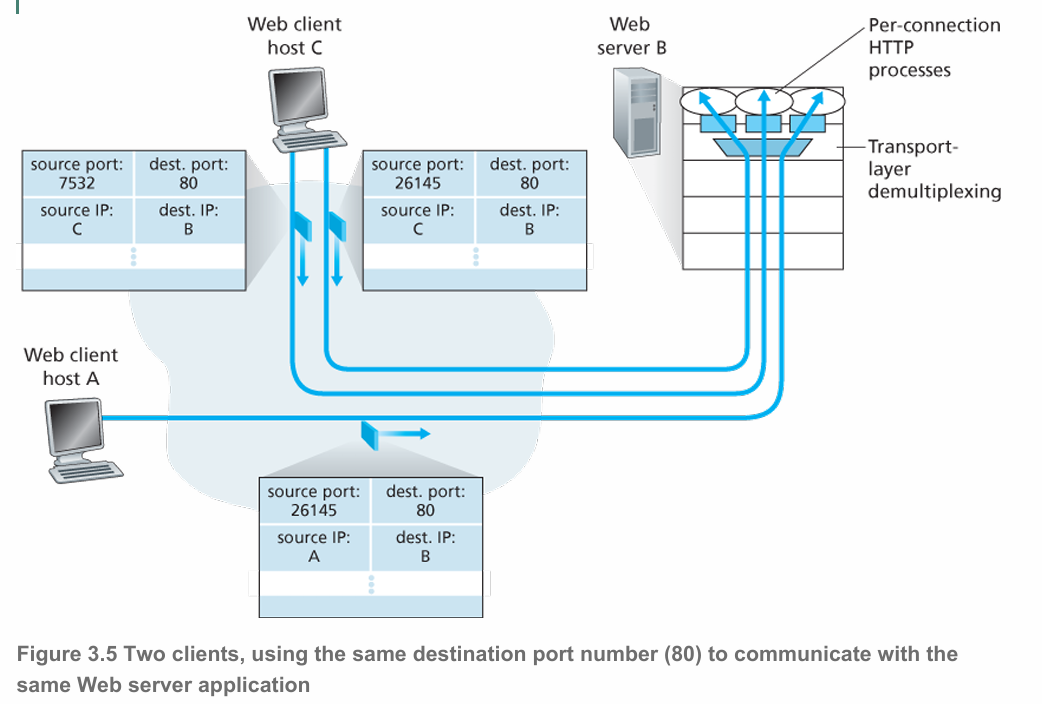 Web client
host C
Web
server B
Per-connection
HTTP
processes
Transport-
layer
demultiplexing
source port:
7532
dest. port:
80
source IP:
C
dest. IP:
B
source port:
26145
dest. port:
80
source IP:
C
dest. IP:
B
Web client
host A
source port:
26145
dest. port:
80
source IP:
A
dest. IP:
B
Figure 3.5 Two clients, using the same destination port number (80) to communicate with the
same Web server application